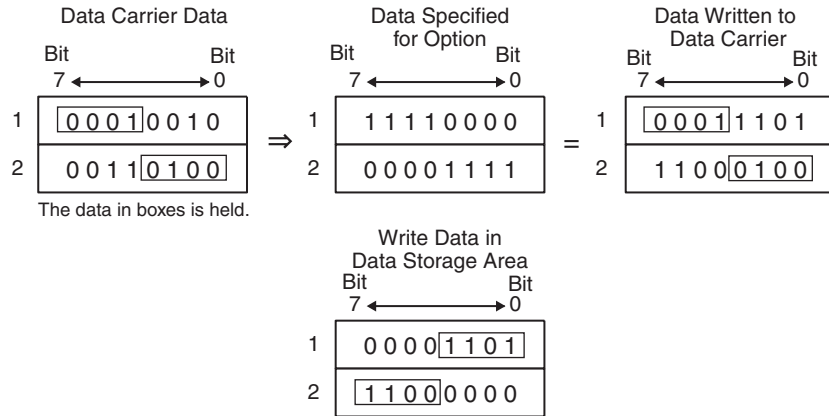 Data Carrier Data
Bit Bit
7 0
1 0 0 0 1 0 0 1 0
2 0 0 1 1 0 1 0 0
The data in boxes is held.
⇒
Data Specified
for Option
Bit Bit
7 0
1 1 1 1 1 0 0 0 0
2 0 0 0 0 1 1 1 1
=
Data Written to
Data Carrier
Bit Bit
7 0
1 0 0 0 1 1 1 0 1
2 1 1 0 0 0 1 0 0
Write Data in
Data Storage Area
Bit Bit
7 0
1 0 0 0 0 1 1 0 1
2 1 1 0 0 0 0 0 0